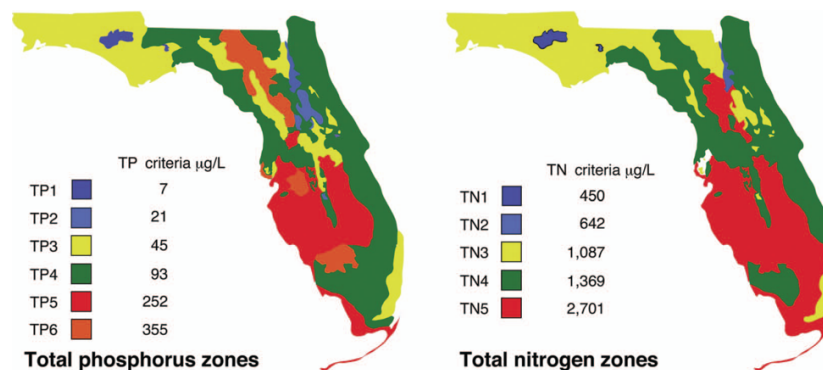 TP criteria µg/L
TP1 7
TP2 21
TP3 45
TP4 93
TP5 252
TP6 355
Total phosphorus zones
TN criteria µg/L
TN1 450
TN2 642
TN3 1,087
TN4 1,369
TN5 2,701
Total nitrogen zones